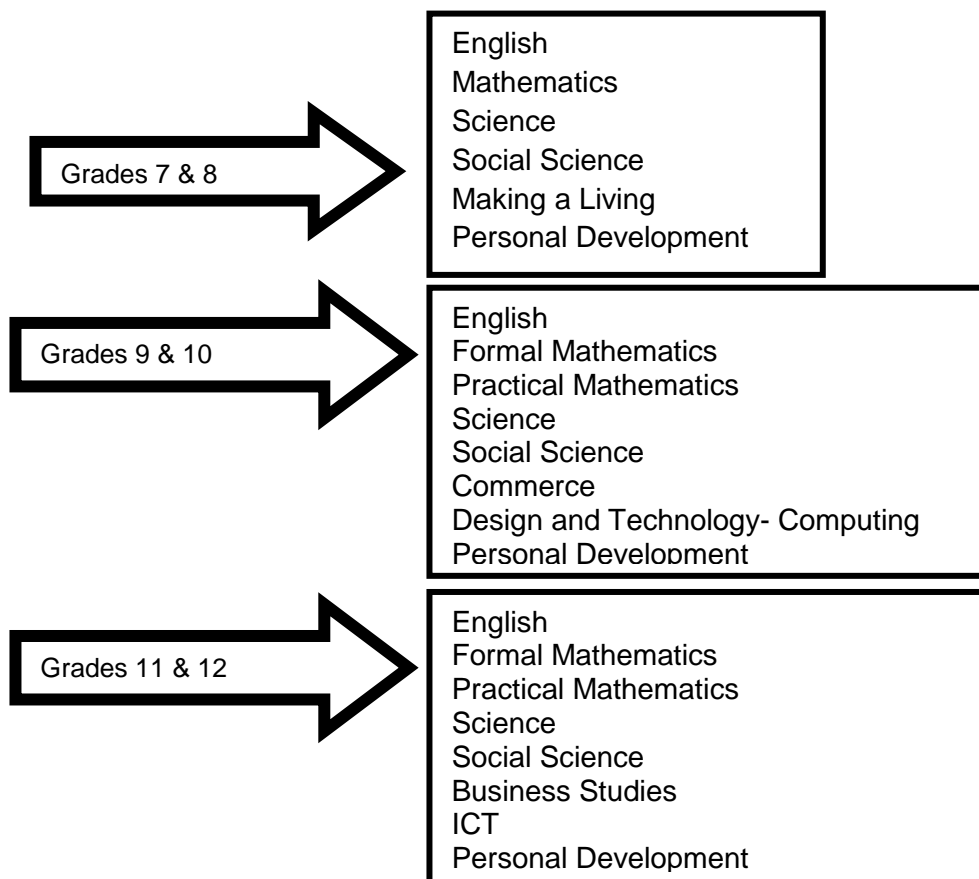 Grades 7 & 8
English
Mathematics
Science
Social Science
Making a Living
Personal Development
Grades 9 & 10
English
Formal Mathematics
Practical Mathematics
Science
Social Science
Commerce
Design and Technology- Computing
Personal Development
Grades 11 & 12
English
Formal Mathematics
Practical Mathematics
Science
Social Science
Business Studies
ICT
Personal Development